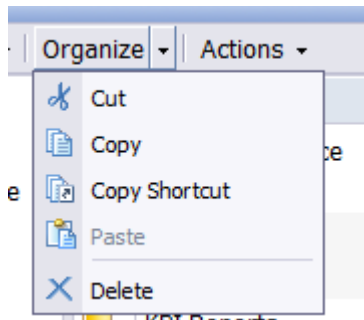 Organize Actions
Cut
Copy
Copy Shortcut
Paste
Delete